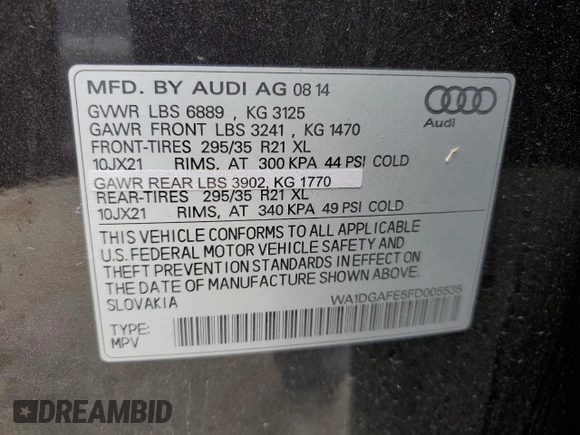 MFD. BY AUDI AG 08 14
GVWR LBS 6889 , KG 3125
GAWR FRONT LBS 3241 , KG 1470
FRONT-TIRES 295/35 R21 XL
10JX21 RIMS, AT 300 KPA 44 PSI COLD
GAWR REAR LBS 3902, KG 1770
REAR-TIRES 295/35 R21 XL
10JX21 RIMS, AT 340 KPA 49 PSI COLD
Audi
THIS VEHICLE CONFORMS TO ALL APPLICABLE
U.S. FEDERAL MOTOR VEHICLE SAFETY AND
THEFT PREVENTION STANDARDS IN EFFECT ON
THE DATE OF MANUFACTURE SHOWN ABOVE.
SLOVAKIA
WA1DGAFE5FD005535
TYPE:
MPV
DREAMBID